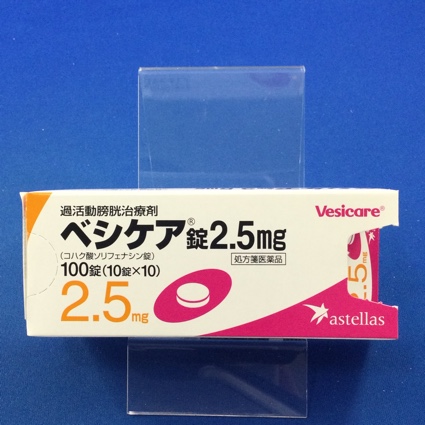 過活動膀胱治療剤
Vesicare®
ベシケア®錠2.5mg
(コハク酸ソリフェナシン錠)
処方箋医薬品
100錠(10錠×10)
2.5mg
2.5mg
astellas